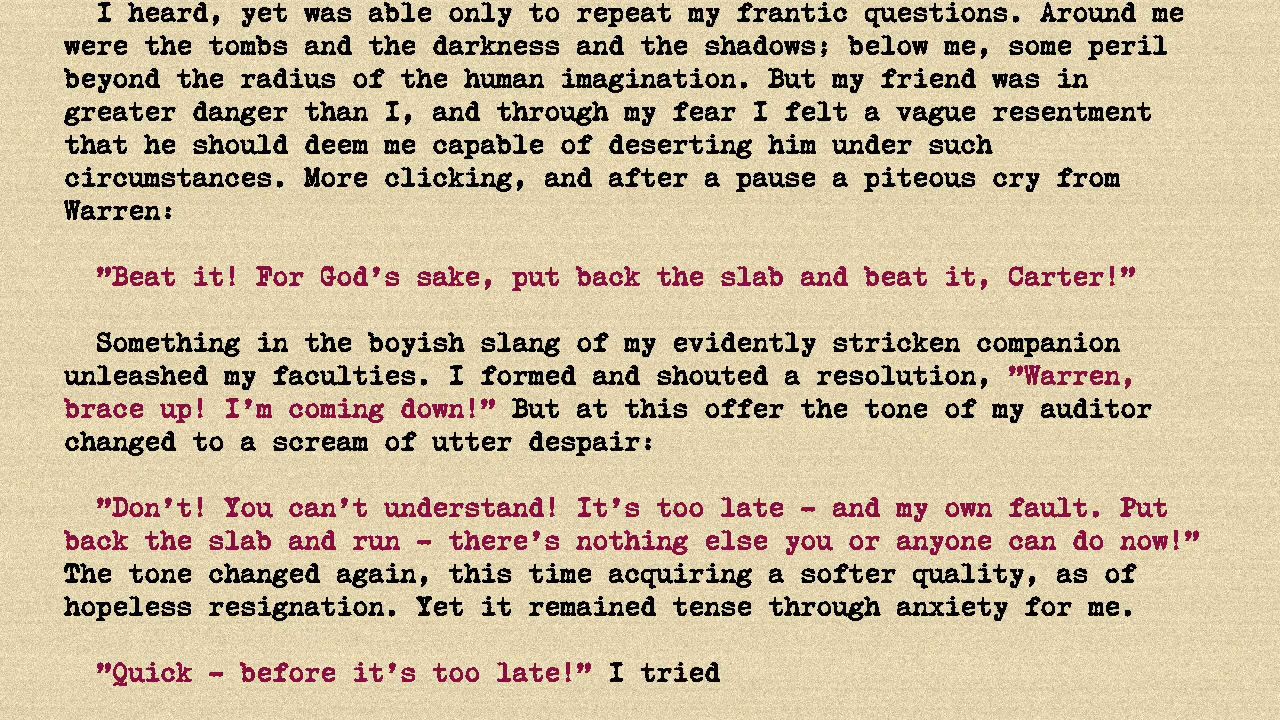 I heard, yet was able only to repeat my frantic questions. Around me
were the tombs and the darkness and the shadows; below me, some peril
beyond the radius of the human imagination. But my friend was in
greater danger than I, and through my fear I felt a vague resentment
that he should deem me capable of deserting him under such
circumstances. More clicking, and after a pause a piteous cry from
Warren:
”Beat it! For God’s sake, put back the slab and beat it, Carter!”
Something in the boyish slang of my evidently stricken companion
unleashed my faculties. I formed and shouted a resolution, ”Warren,
brace up! I’m coming down!” But at this offer the tone of my auditor
changed to a scream of utter despair:
”Don’t! You can’t understand! It’s too late – and my own fault. Put
back the slab and run – there’s nothing else you or anyone can do now!”
The tone changed again, this time acquiring a softer quality, as of
hopeless resignation. Yet it remained tense through anxiety for me.
”Quick – before it’s too late!” I tried